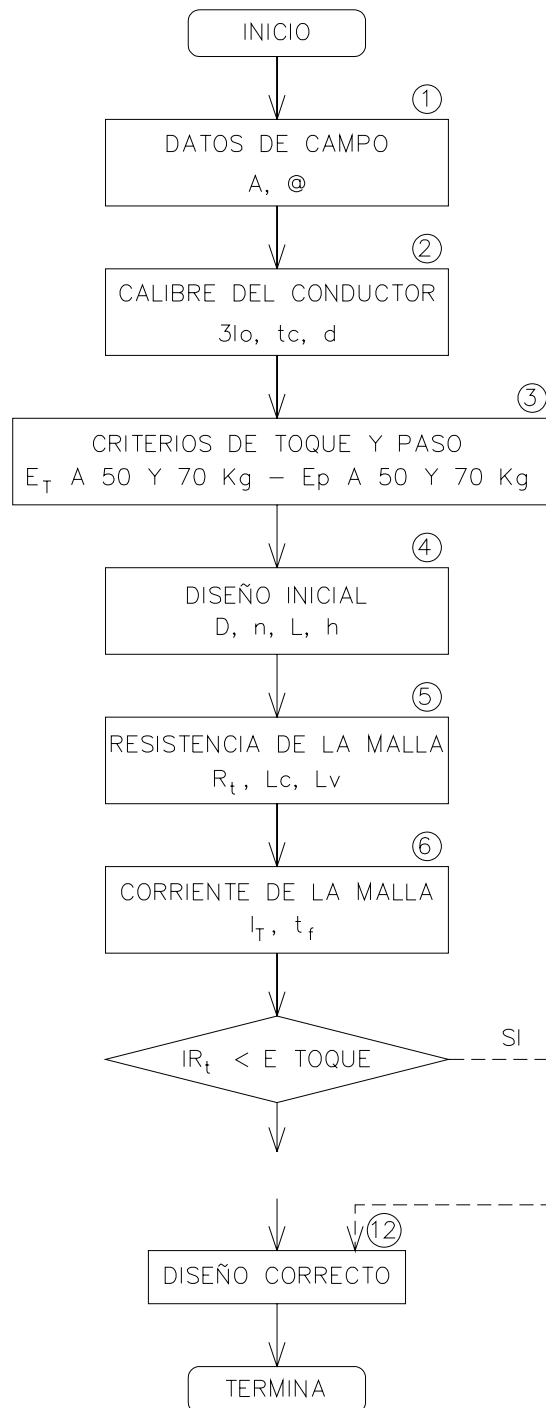 INICIO
1
DATOS DE CAMPO
A, @
2
CALIBRE DEL CONDUCTOR
3Io, tc, d
3
CRITERIOS DE TOQUE Y PASO
E_T A 50 Y 70 Kg – Ep A 50 Y 70 Kg
4
DISEÑO INICIAL
D, n, L, h
5
RESISTENCIA DE LA MALLA
R_t, Lc, Lv
6
CORRIENTE DE LA MALLA
I_T, t_f
IR_t < E TOQUE
SI
12
DISEÑO CORRECTO
TERMINA